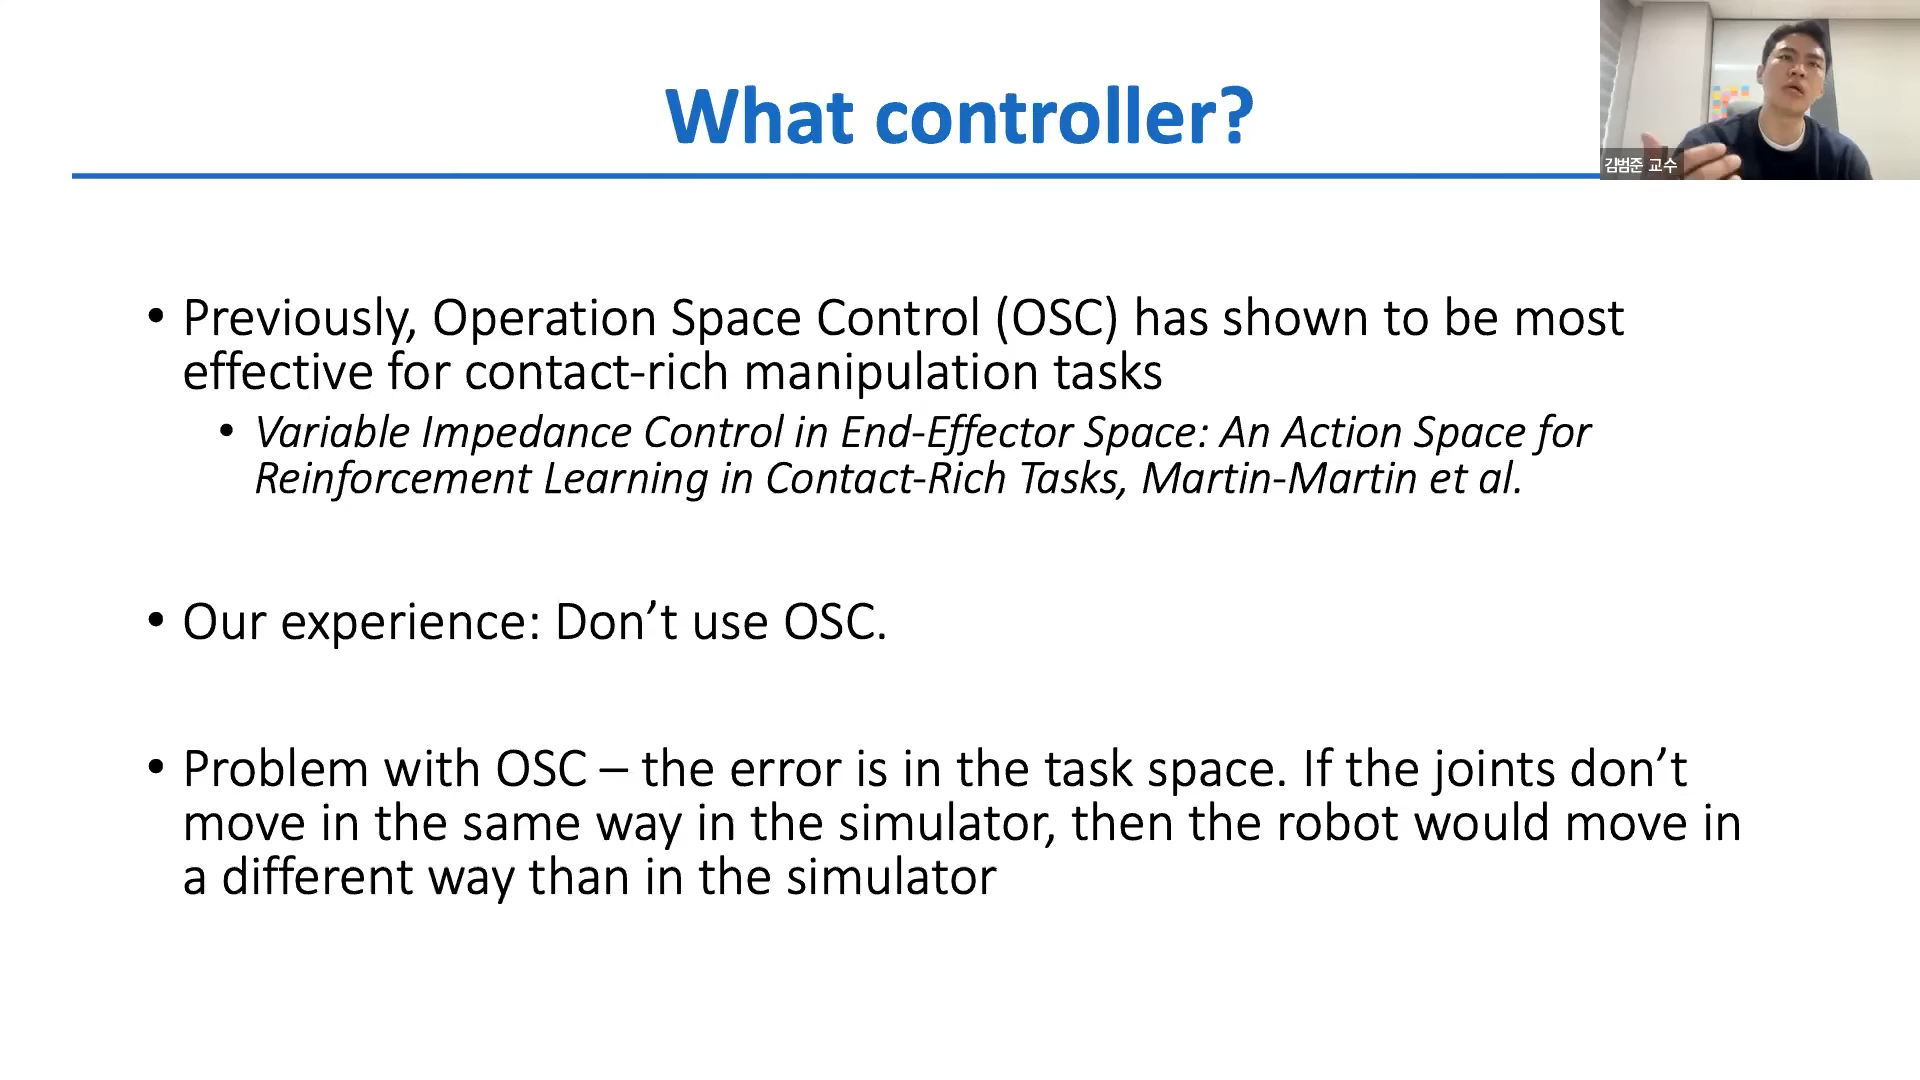 What controller?
김범준 교수
• Previously, Operation Space Control (OSC) has shown to be most
effective for contact-rich manipulation tasks
• Variable Impedance Control in End-Effector Space: An Action Space for
Reinforcement Learning in Contact-Rich Tasks, Martin-Martin et al.
• Our experience: Don’t use OSC.
• Problem with OSC – the error is in the task space. If the joints don’t
move in the same way in the simulator, then the robot would move in
a different way than in the simulator